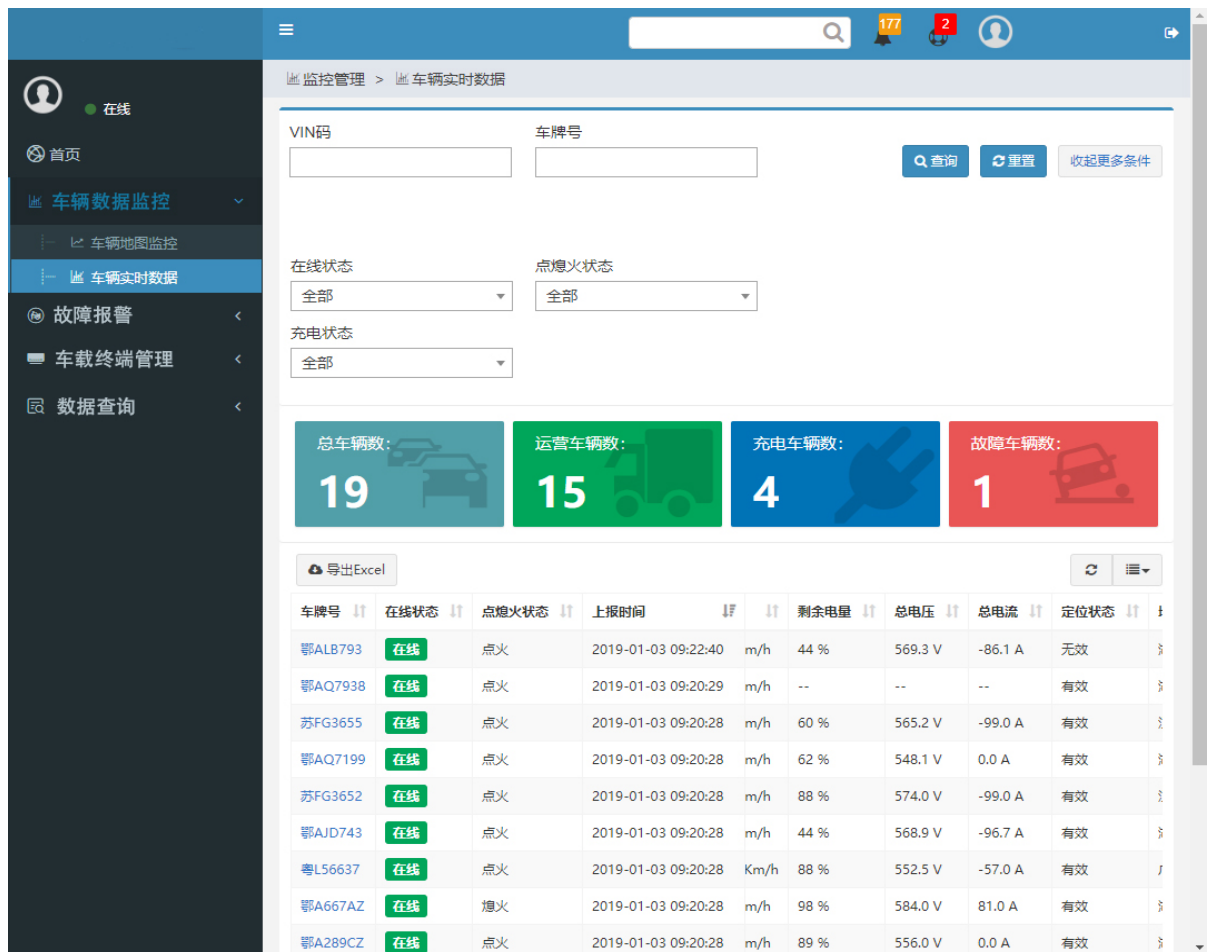 177
2
在线
首页
车辆数据监控
车辆地图监控
车辆实时数据
故障报警
车载终端管理
数据查询
监控管理 > 车辆实时数据
VIN码 车牌号
查询 重置 收起更多条件
在线状态 点熄火状态
全部 全部
充电状态
全部
总车辆数: 运营车辆数: 充电车辆数: 故障车辆数:
19 15 4 1
导出Excel
车牌号 在线状态 点熄火状态 上报时间 剩余电量 总电压 总电流 定位状态
鄂ALB793 在线 点火 2019-01-03 09:22:40 m/h 44 % 569.3 V -86.1 A 无效
鄂AQ7938 在线 点火 2019-01-03 09:20:29 m/h -- -- -- 有效
苏FG3655 在线 点火 2019-01-03 09:20:28 m/h 60 % 565.2 V -99.0 A 有效
鄂AQ7199 在线 点火 2019-01-03 09:20:28 m/h 62 % 548.1 V 0.0 A 有效
苏FG3652 在线 点火 2019-01-03 09:20:28 m/h 88 % 574.0 V -99.0 A 有效
鄂AJD743 在线 点火 2019-01-03 09:20:28 m/h 44 % 568.9 V -96.7 A 有效
粤L56637 在线 点火 2019-01-03 09:20:28 Km/h 88 % 552.5 V -57.0 A 有效
鄂A667AZ 在线 熄火 2019-01-03 09:20:28 m/h 98 % 584.0 V 81.0 A 有效
鄂A289CZ 在线 点火 2019-01-03 09:20:28 m/h 89 % 556.0 V 0.0 A 有效